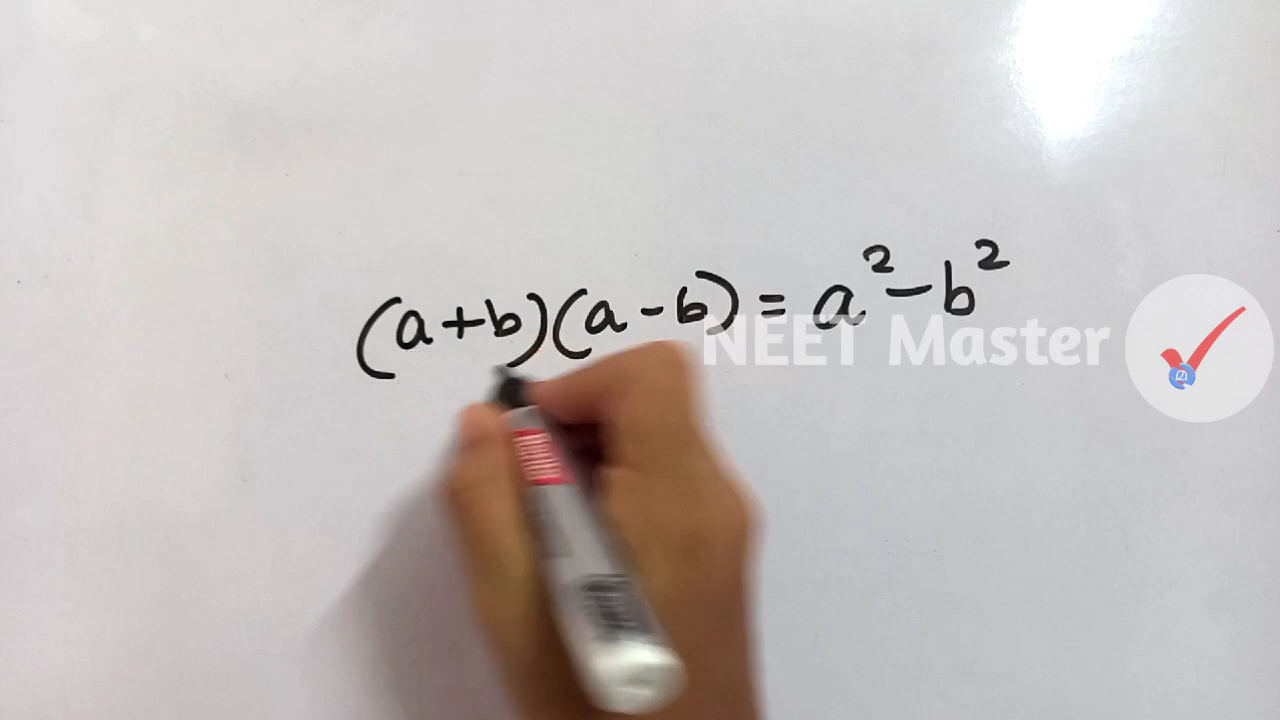 (a+b)(a-b) = a²-b²
NEET Master